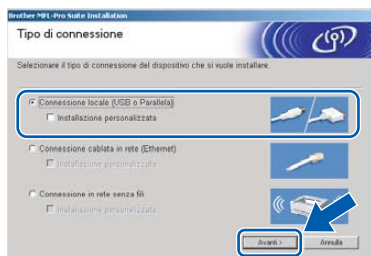 Brother MFL-Pro Suite Installation
Tipo di connessione
Selezionare il tipo di connessione del dispositivo che si vuole installare.
Connessione locale (USB o Parallela)
Installazione personalizzata
Connessione cablata in rete (Ethernet)
Installazione personalizzata
Connessione in rete senza fili
Installazione personalizzata
Avanti > Annulla